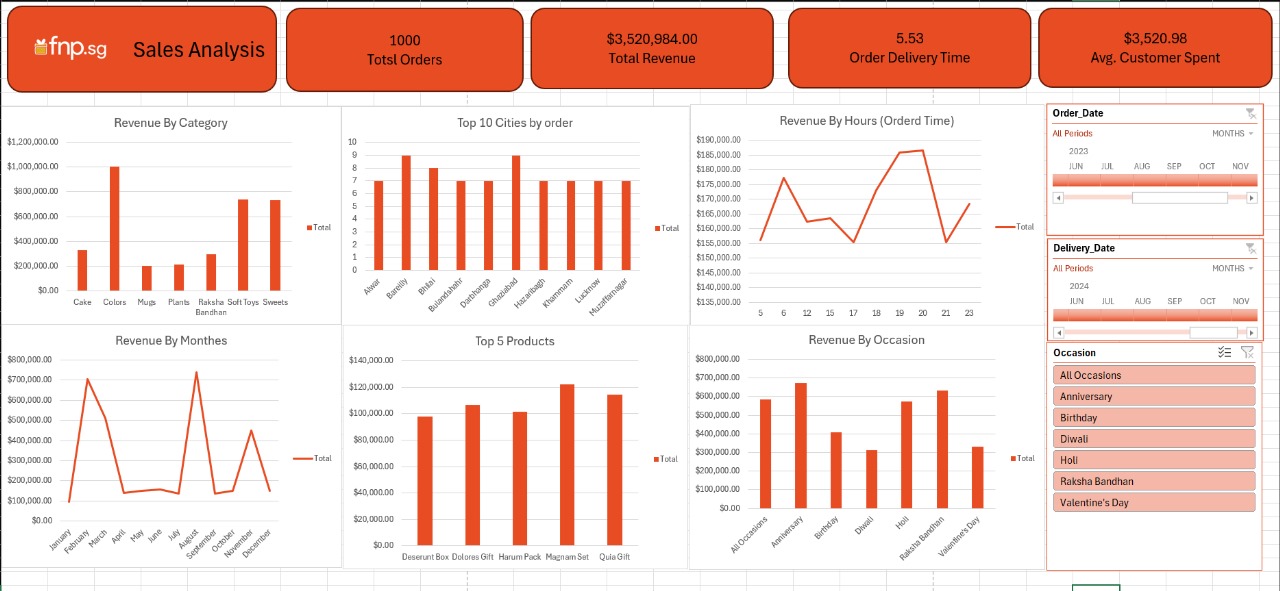 fnp.sg
Sales Analysis
1000
Totsl Orders
$3,520,984.00
Total Revenue
5.53
Order Delivery Time
$3,520.98
Avg. Customer Spent
Revenue By Category
$1,200,000.00
$1,000,000.00
$800,000.00
$600,000.00
$400,000.00
$200,000.00
$0.00
Cake Colors Mugs Plants Raksha Bandhan Soft Toys Sweets
Total
Top 10 Cities by order
10
9
8
7
6
5
4
3
2
1
0
Alwar Bareilly Bhilai Bulandshehr Darbhanga Ghaziabad Hazaribagh Khammam Lucknow Muzaffarnagar
Total
Revenue By Hours (Orderd Time)
$190,000.00
$185,000.00
$180,000.00
$175,000.00
$170,000.00
$165,000.00
$160,000.00
$155,000.00
$150,000.00
$145,000.00
$140,000.00
$135,000.00
5 6 12 15 17 18 19 20 21 23
Total
Order_Date
All Periods MONTHS
2023
JUN JUL AUG SEP OCT NOV
Delivery_Date
All Periods MONTHS
2024
JUN JUL AUG SEP OCT NOV
Revenue By Monthes
$800,000.00
$700,000.00
$600,000.00
$500,000.00
$400,000.00
$300,000.00
$200,000.00
$100,000.00
$0.00
January February March April May June July August September October November December
Total
Top 5 Products
$140,000.00
$120,000.00
$100,000.00
$80,000.00
$60,000.00
$40,000.00
$20,000.00
$0.00
Deserunt Box Dolores Gift Harum Pack Magnam Set Quia Gift
Total
Revenue By Occasion
$800,000.00
$700,000.00
$600,000.00
$500,000.00
$400,000.00
$300,000.00
$200,000.00
$100,000.00
$0.00
All Occasions Anniversary Birthday Diwali Holi Raksha Bandhan Valentine's Day
Total
Occasion
All Occasions
Anniversary
Birthday
Diwali
Holi
Raksha Bandhan
Valentine's Day